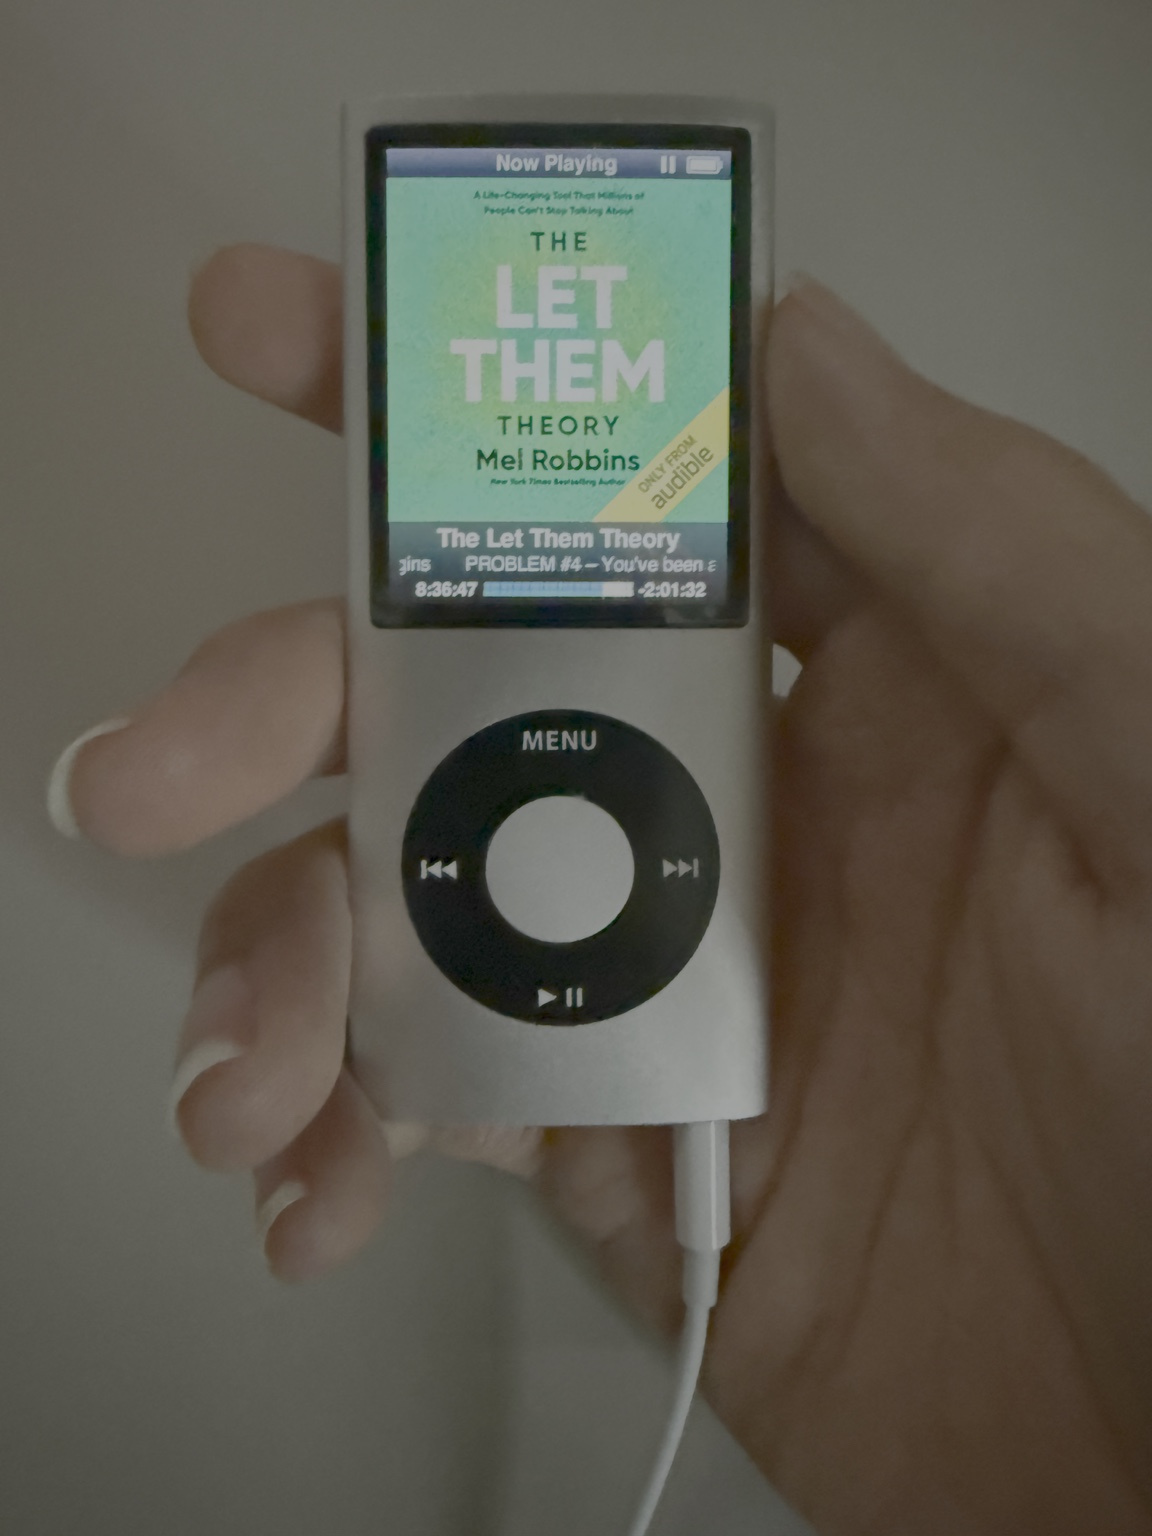 Now Playing
A Life-Changing Tool That Millions of
People Can't Stop Talking About
THE
LET
THEM
THEORY
Mel Robbins
New York Times Bestselling Author
ONLY FROM
audible
The Let Them Theory
gins PROBLEM #4 – You've been a
8:36:47 -2:01:32
MENU